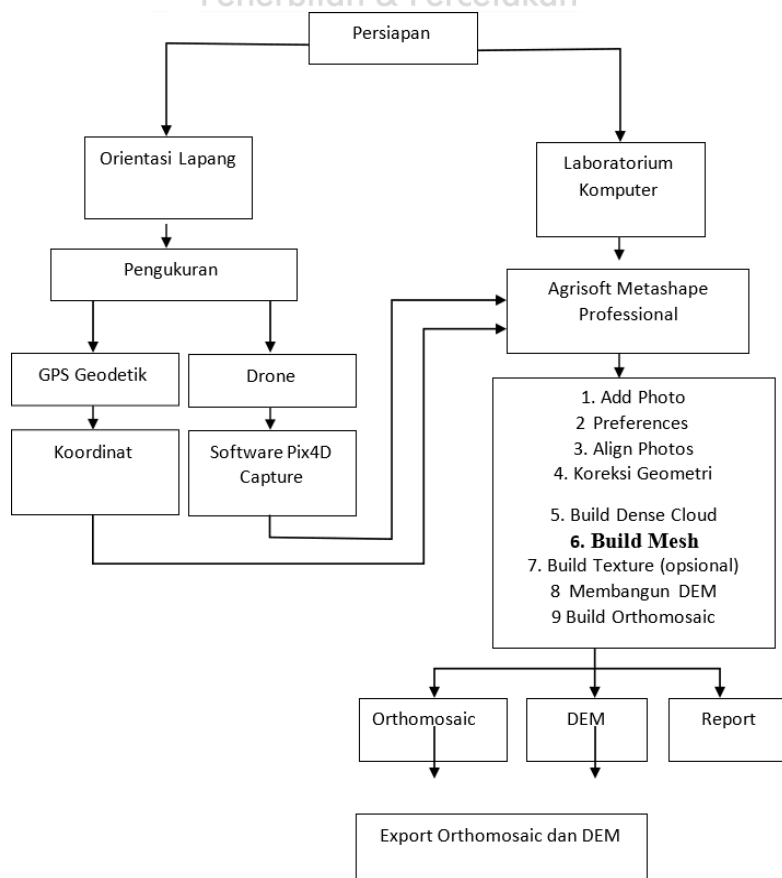 Penerbitan & Percetakan
Persiapan
Orientasi Lapang
Laboratorium
Komputer
Pengukuran
Agrisoft Metashape
Professional
GPS Geodetik
Drone
Koordinat
Software Pix4D
Capture
1. Add Photo
2 Preferences
3. Align Photos
4. Koreksi Geometri
5. Build Dense Cloud
6. Build Mesh
7. Build Texture (opsional)
8 Membangun DEM
9 Build Orthomosaic
Orthomosaic
DEM
Report
Export Orthomosaic dan DEM